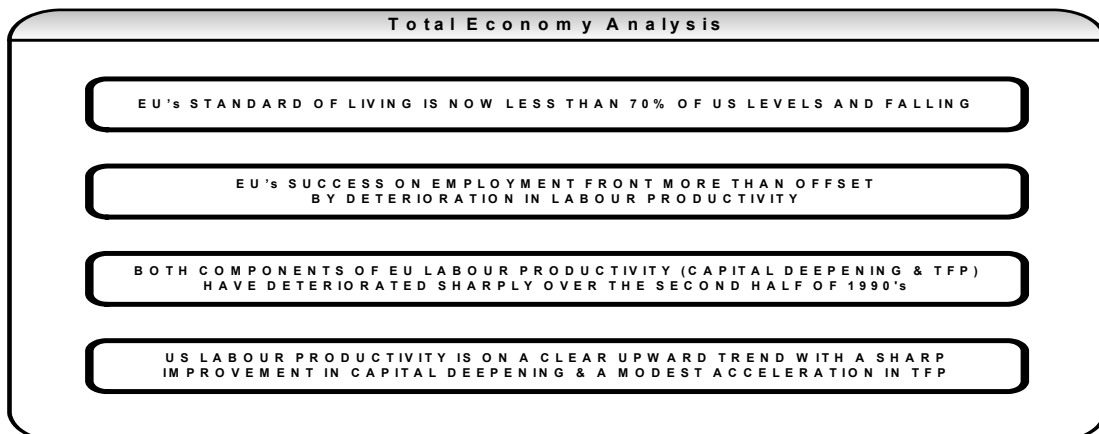 Total Economy Analysis
EU's STANDARD OF LIVING IS NOW LESS THAN 70% OF US LEVELS AND FALLING
EU's SUCCESS ON EMPLOYMENT FRONT MORE THAN OFFSET
BY DETERIORATION IN LABOUR PRODUCTIVITY
BOTH COMPONENTS OF EU LABOUR PRODUCTIVITY (CAPITAL DEEPENING & TFP)
HAVE DETERIORATED SHARPLY OVER THE SECOND HALF OF 1990's
US LABOUR PRODUCTIVITY IS ON A CLEAR UPWARD TREND WITH A SHARP
IMPROVEMENT IN CAPITAL DEEPENING & A MODEST ACCELERATION IN TFP